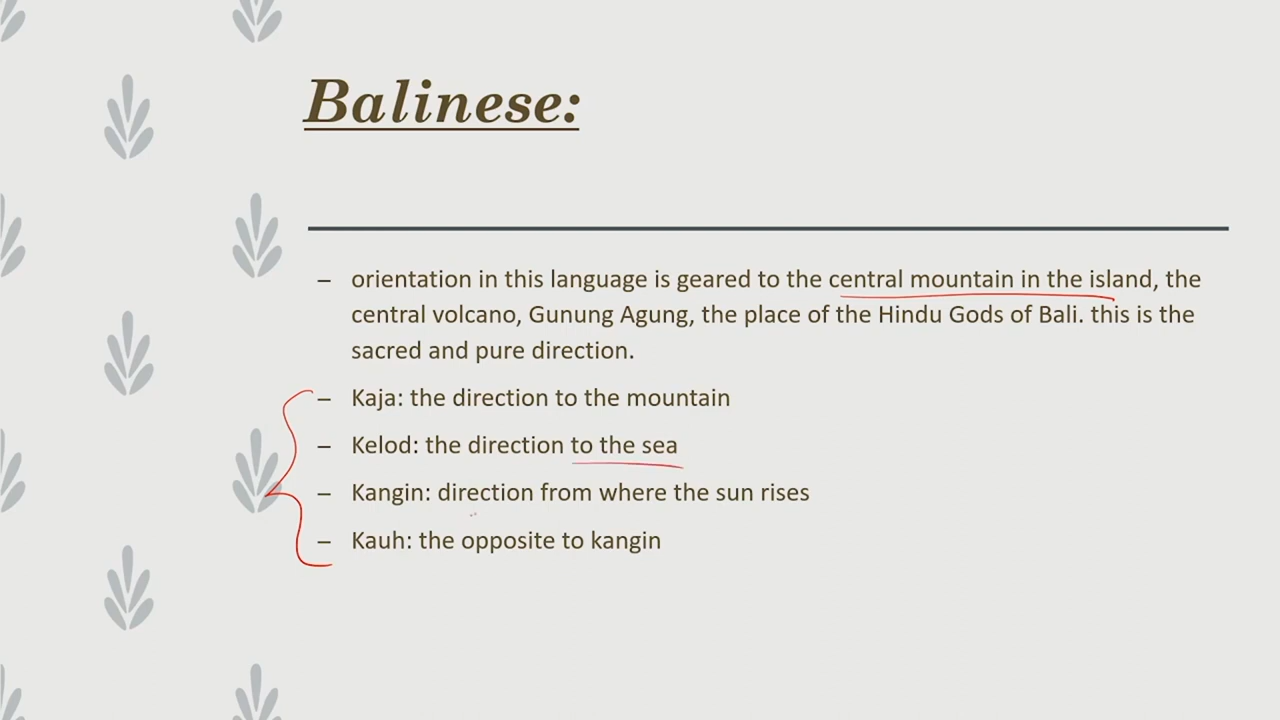 Balinese:
– orientation in this language is geared to the central mountain in the island, the
central volcano, Gunung Agung, the place of the Hindu Gods of Bali. this is the
sacred and pure direction.
– Kaja: the direction to the mountain
– Kelod: the direction to the sea
– Kangin: direction from where the sun rises
– Kauh: the opposite to kangin